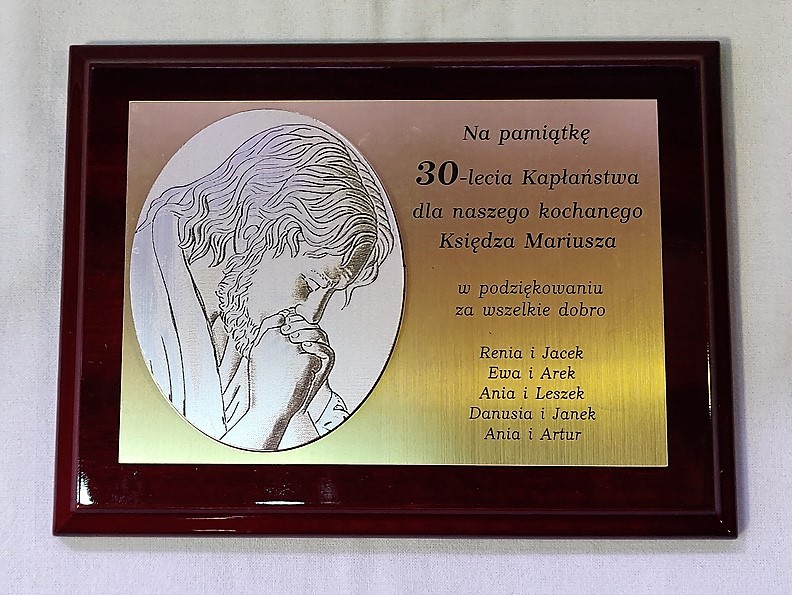 Na pamiątkę
30-lecia Kapłaństwa
dla naszego kochanego
Księdza Mariusza
w podziękowaniu
za wszelkie dobro
Renia i Jacek
Ewa i Arek
Ania i Leszek
Danusia i Janek
Ania i Artur